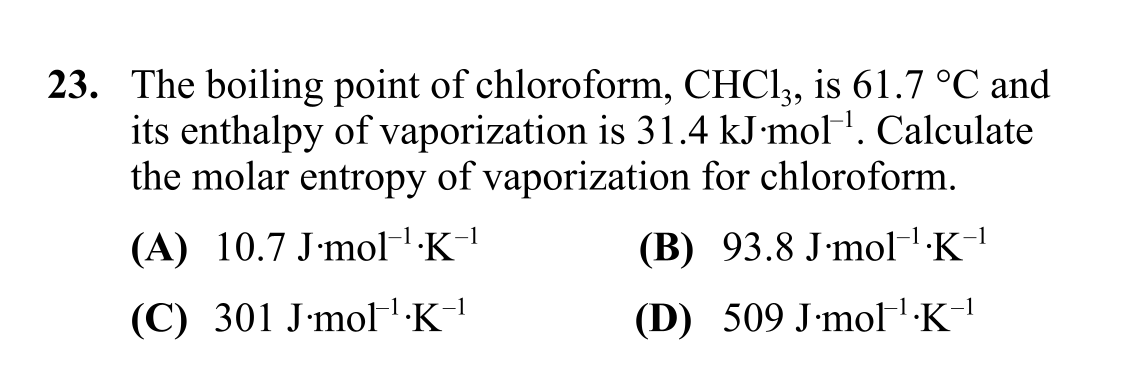 23. The boiling point of chloroform, CHCl₃, is 61.7 °C and
its enthalpy of vaporization is 31.4 kJ·mol⁻¹. Calculate
the molar entropy of vaporization for chloroform.
(A) 10.7 J·mol⁻¹·K⁻¹ (B) 93.8 J·mol⁻¹·K⁻¹
(C) 301 J·mol⁻¹·K⁻¹ (D) 509 J·mol⁻¹·K⁻¹